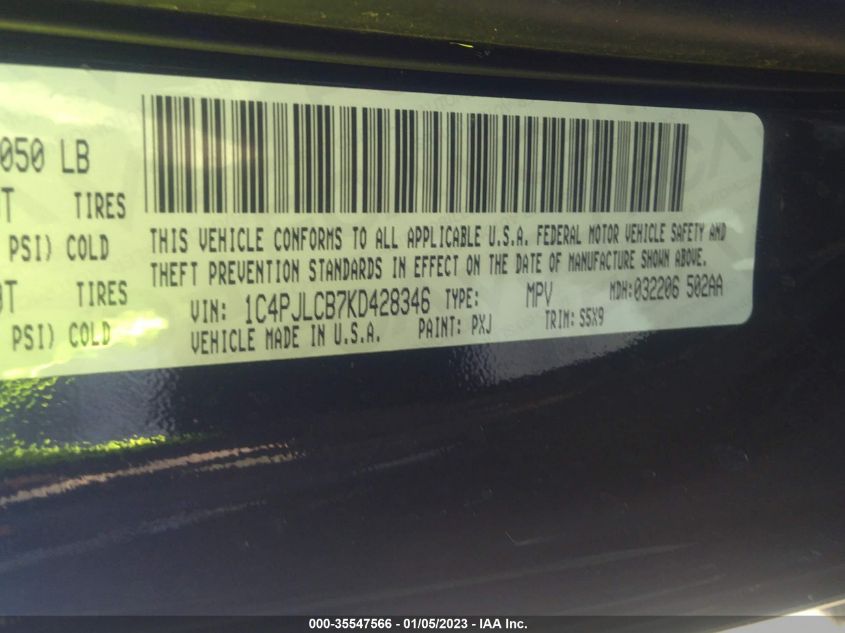 050 LB
T TIRES
PSI) COLD
T TIRES
PSI) COLD
THIS VEHICLE CONFORMS TO ALL APPLICABLE U.S.A. FEDERAL MOTOR VEHICLE SAFETY AND
THEFT PREVENTION STANDARDS IN EFFECT ON THE DATE OF MANUFACTURE SHOWN ABOVE.
VIN: 1C4PJLCB7KD428346 TYPE: MPV MDH:032206 502AA
VEHICLE MADE IN U.S.A. PAINT: PXJ TRIM: S5X9
000-35547566 - 01/05/2023 - IAA Inc.